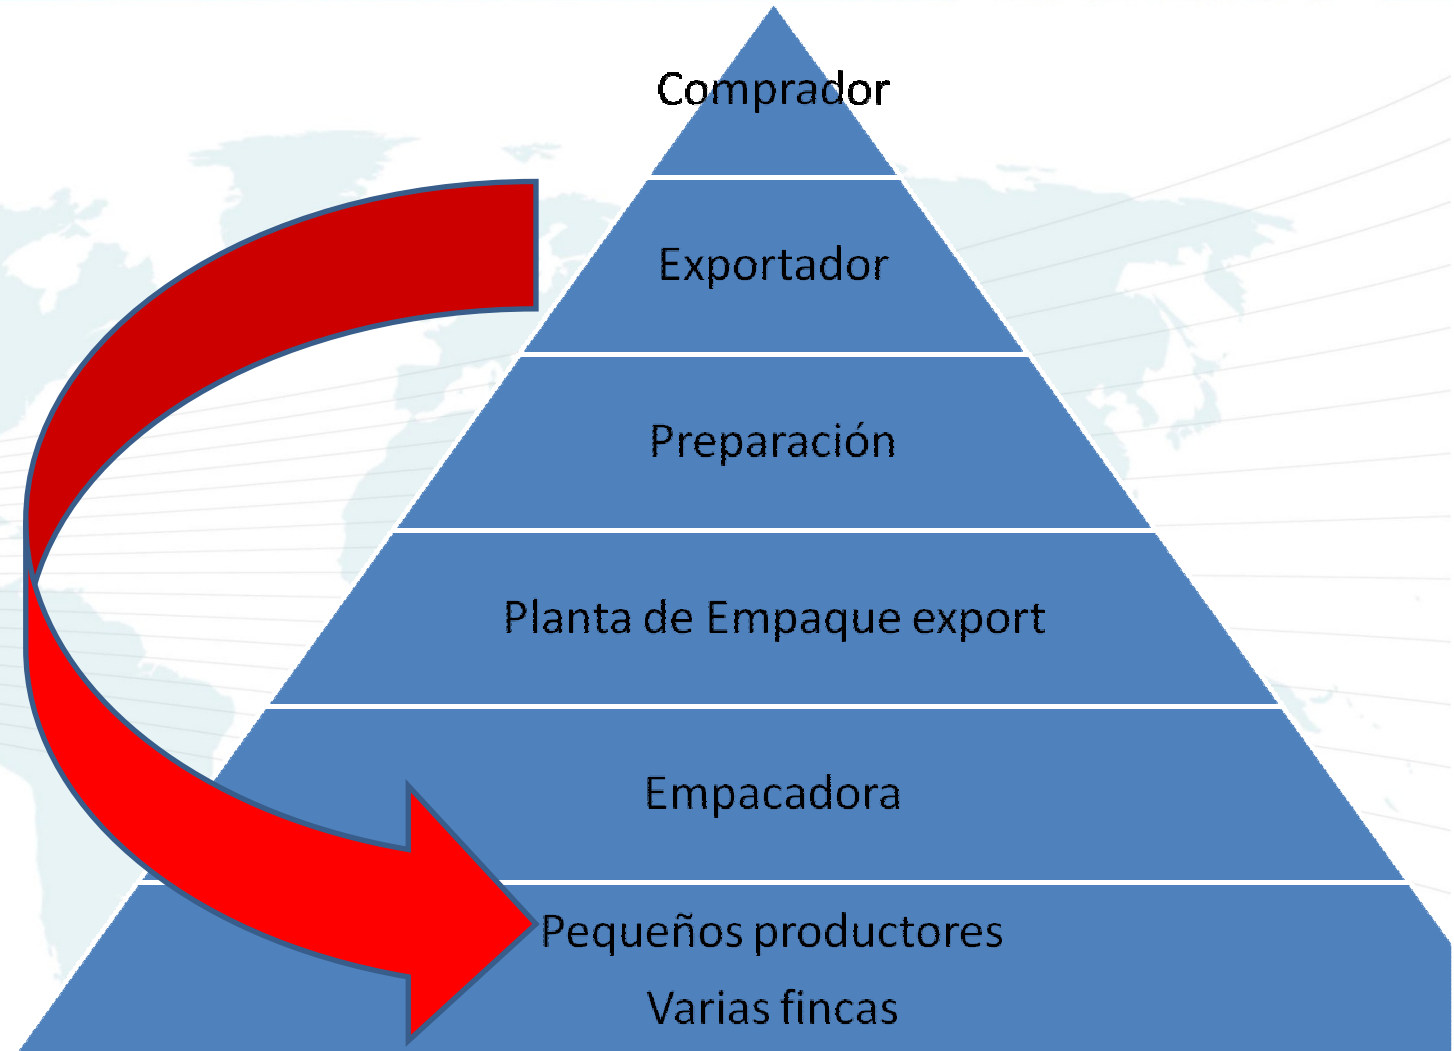 Comprador
Exportador
Preparación
Planta de Empaque export
Empacadora
Pequeños productores
Varias fincas